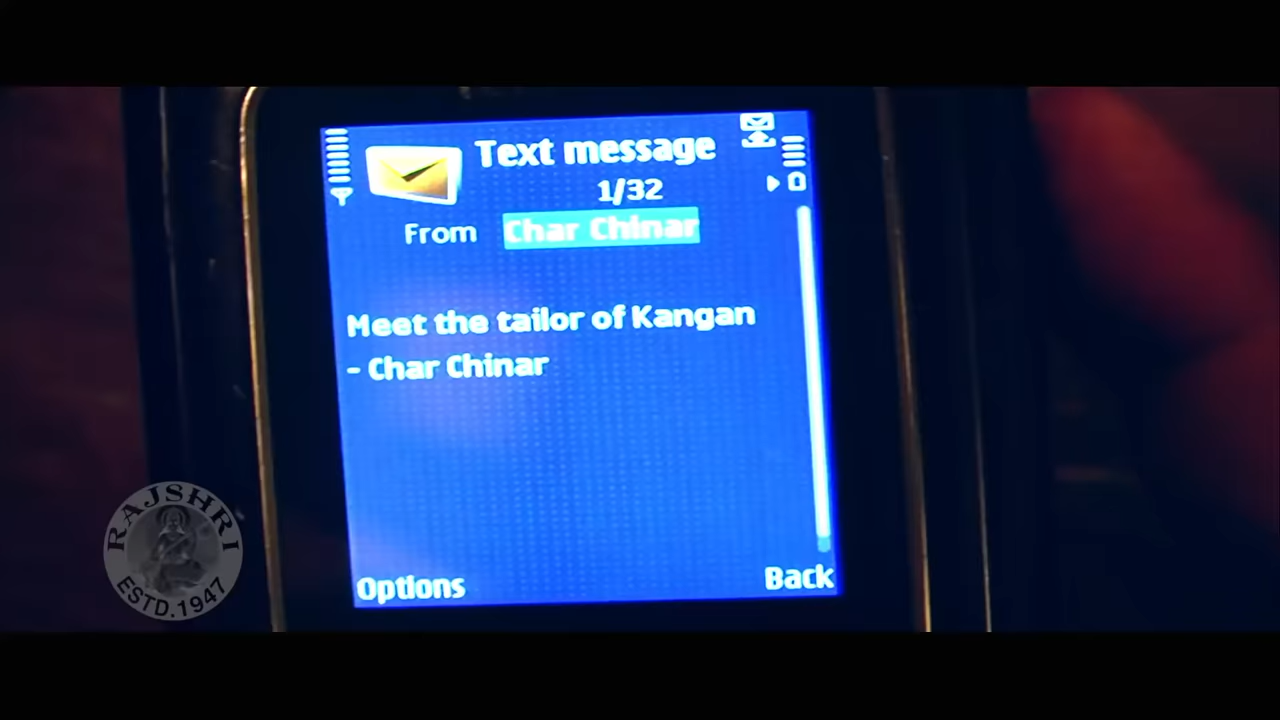 Text message
1/32
From Char Chinar
Meet the tailor of Kangan
- Char Chinar
Options Back
RAJSHRI
ESTD.1947